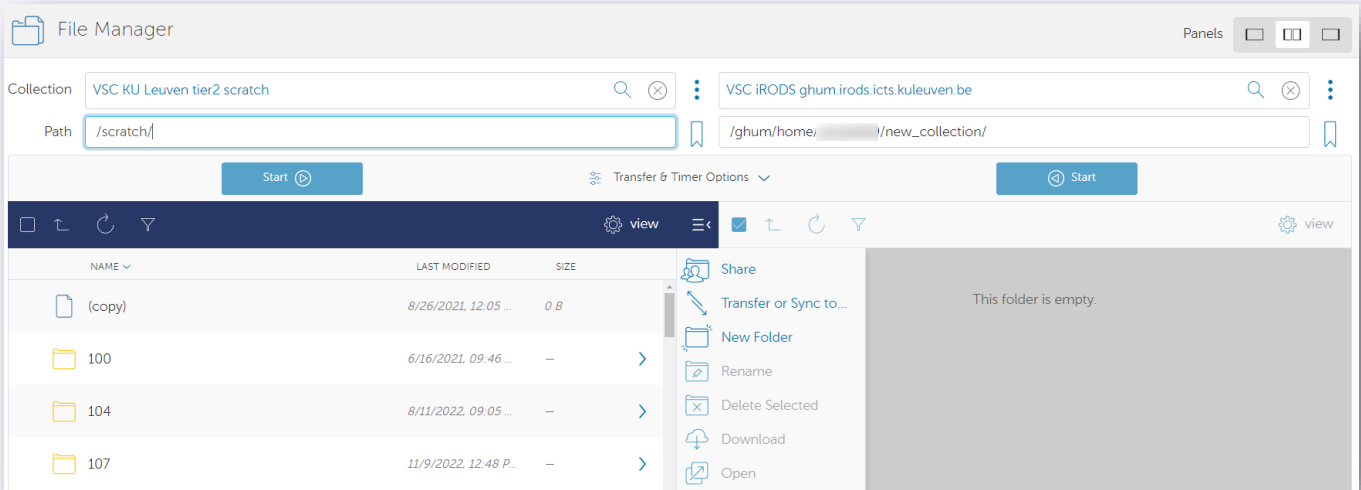 File Manager
Panels
Collection VSC KU Leuven tier2 scratch VSC iRODS ghum.irods.icts.kuleuven.be
Path /scratch/ /ghum/home/ /new_collection/
Start Transfer & Timer Options Start
view view
NAME LAST MODIFIED SIZE
Share
(copy) 8/26/2021, 12:05 ... 0 B
Transfer or Sync to...
This folder is empty.
New Folder
100 6/16/2021, 09:46 ... —
Rename
104 8/11/2022, 09:05 ... —
Delete Selected
Download
107 11/9/2022, 12:48 P... —
Open